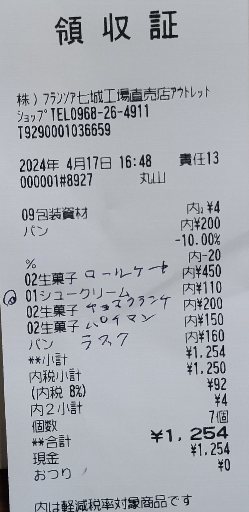 領収証
株）フランソア七城工場直売店アウトレット
ショップTEL0968-26-4911
T9290001036659
2024年 4月17日 16:48 責任13
000001#8927 丸山
09包装資材 内¥4
パン 内¥200
-10.00%
% 内-20
02生菓子 ロールケーキ 内¥450
01シュークリーム 内¥110
02生菓子 内¥200
02生菓子 パイマン 内¥150
パン ラスク 内¥160
**小計 ¥1,254
内税小計 ¥1,250
(内税 8%) ¥92
内2小計 ¥4
個数 7個
**合計 ¥1,254
現金 ¥1,254
おつり ¥0
内は軽減税率対象商品です